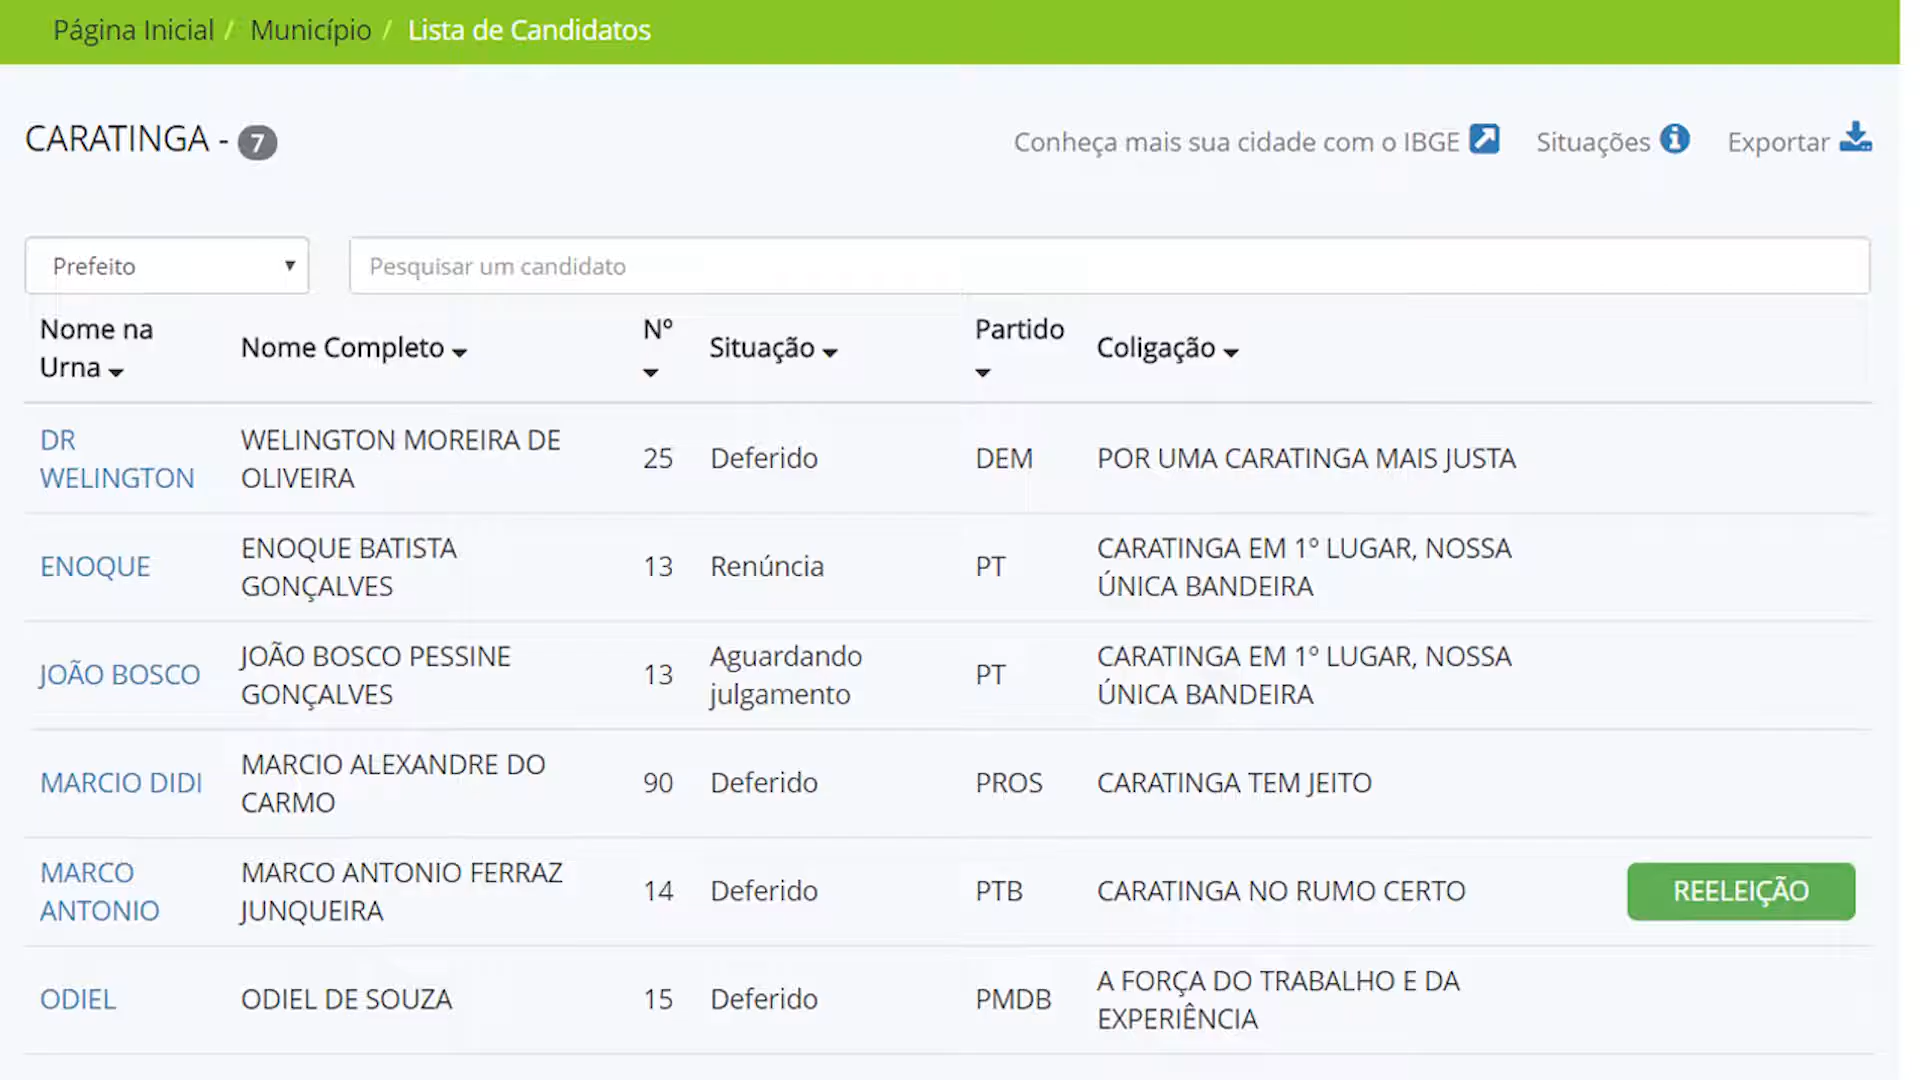 Página Inicial / Município / Lista de Candidatos
CARATINGA - 7
Conheça mais sua cidade com o IBGE Situações Exportar
Prefeito Pesquisar um candidato
Nome na Urna Nome Completo Nº Situação Partido Coligação
DR WELINGTON WELINGTON MOREIRA DE OLIVEIRA 25 Deferido DEM POR UMA CARATINGA MAIS JUSTA
ENOQUE ENOQUE BATISTA GONÇALVES 13 Renúncia PT CARATINGA EM 1º LUGAR, NOSSA ÚNICA BANDEIRA
JOÃO BOSCO JOÃO BOSCO PESSINE GONÇALVES 13 Aguardando julgamento PT CARATINGA EM 1º LUGAR, NOSSA ÚNICA BANDEIRA
MARCIO DIDI MARCIO ALEXANDRE DO CARMO 90 Deferido PROS CARATINGA TEM JEITO
MARCO ANTONIO MARCO ANTONIO FERRAZ JUNQUEIRA 14 Deferido PTB CARATINGA NO RUMO CERTO REELEIÇÃO
ODIEL ODIEL DE SOUZA 15 Deferido PMDB A FORÇA DO TRABALHO E DA EXPERIÊNCIA